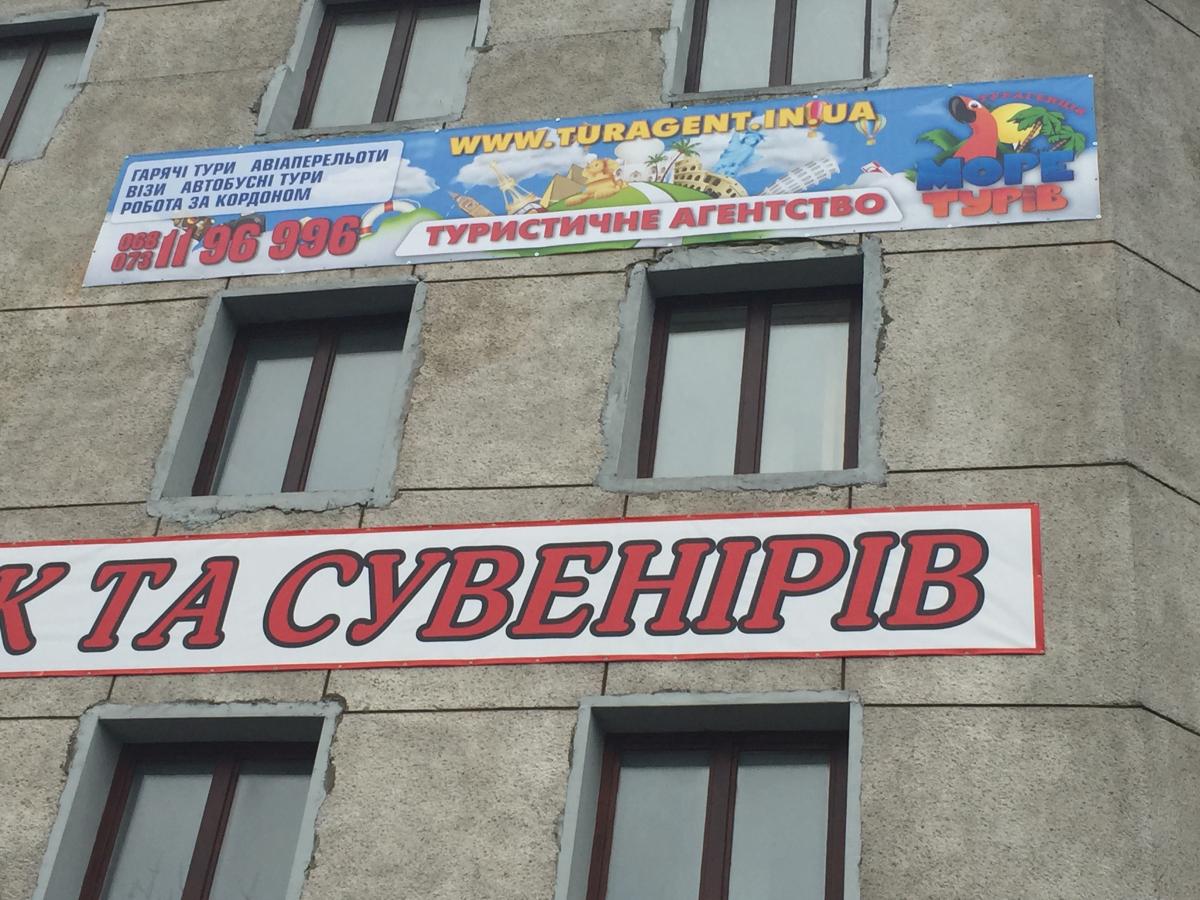 ГАРЯЧІ ТУРИ АВІАПЕРЕЛЬОТИ
ВІЗИ АВТОБУСНІ ТУРИ
РОБОТА ЗА КОРДОНОМ
068
073 11 96 996
WWW.TURAGENT.IN.UA
ТУРИСТИЧНЕ АГЕНТСТВО
ТУРАГЕНЦІЯ
МОРЕ
ТУРІВ
К ТА СУВЕНІРІВ